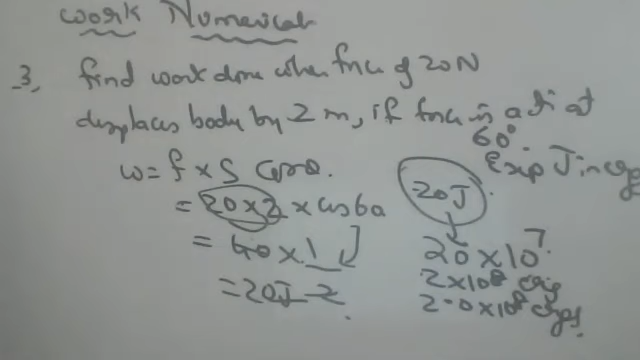 Work Numerical
3, find work done when force of 20N
displaces body by 2 m, if force is acti at
60°.
Exp J in ergs
W = f × S Cosθ.
= 20×2 × cos 60
= 40 × 1
2
= 20J
20J
20×10⁷
2×10⁸ erg
2.0×10⁸ ergs.